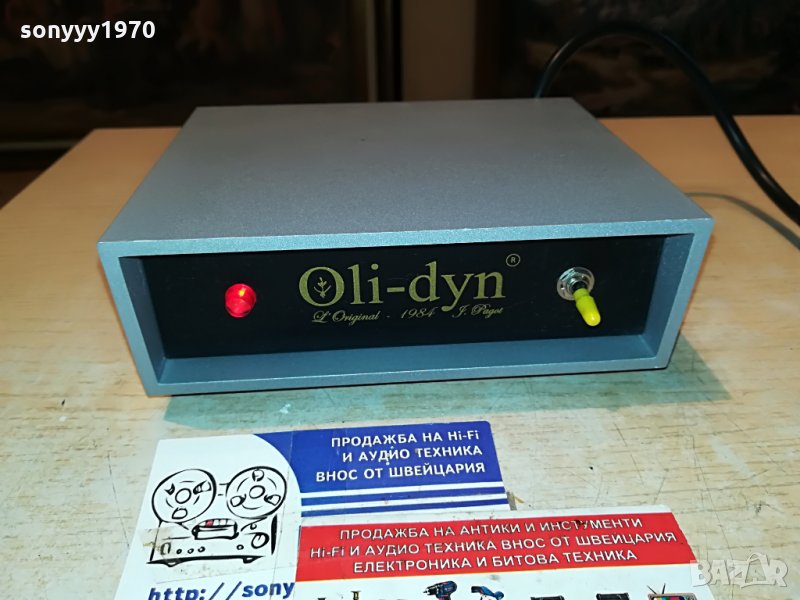 sonyyy1970
Oli-dyn®
L'Original - 1984 J. Pagot
ПРОДАЖБА НА Hi-Fi
И АУДИО ТЕХНИКА
ВНОС ОТ ШВЕЙЦАРИЯ
ПРОДАЖБА НА АНТИКИ И ИНСТРУМЕНТИ
Hi-Fi И АУДИО ТЕХНИКА ВНОС ОТ ШВЕЙЦАРИЯ
ЕЛЕКТРОНИКА И БИТОВА ТЕХНИКА
http://sony
BAZAR